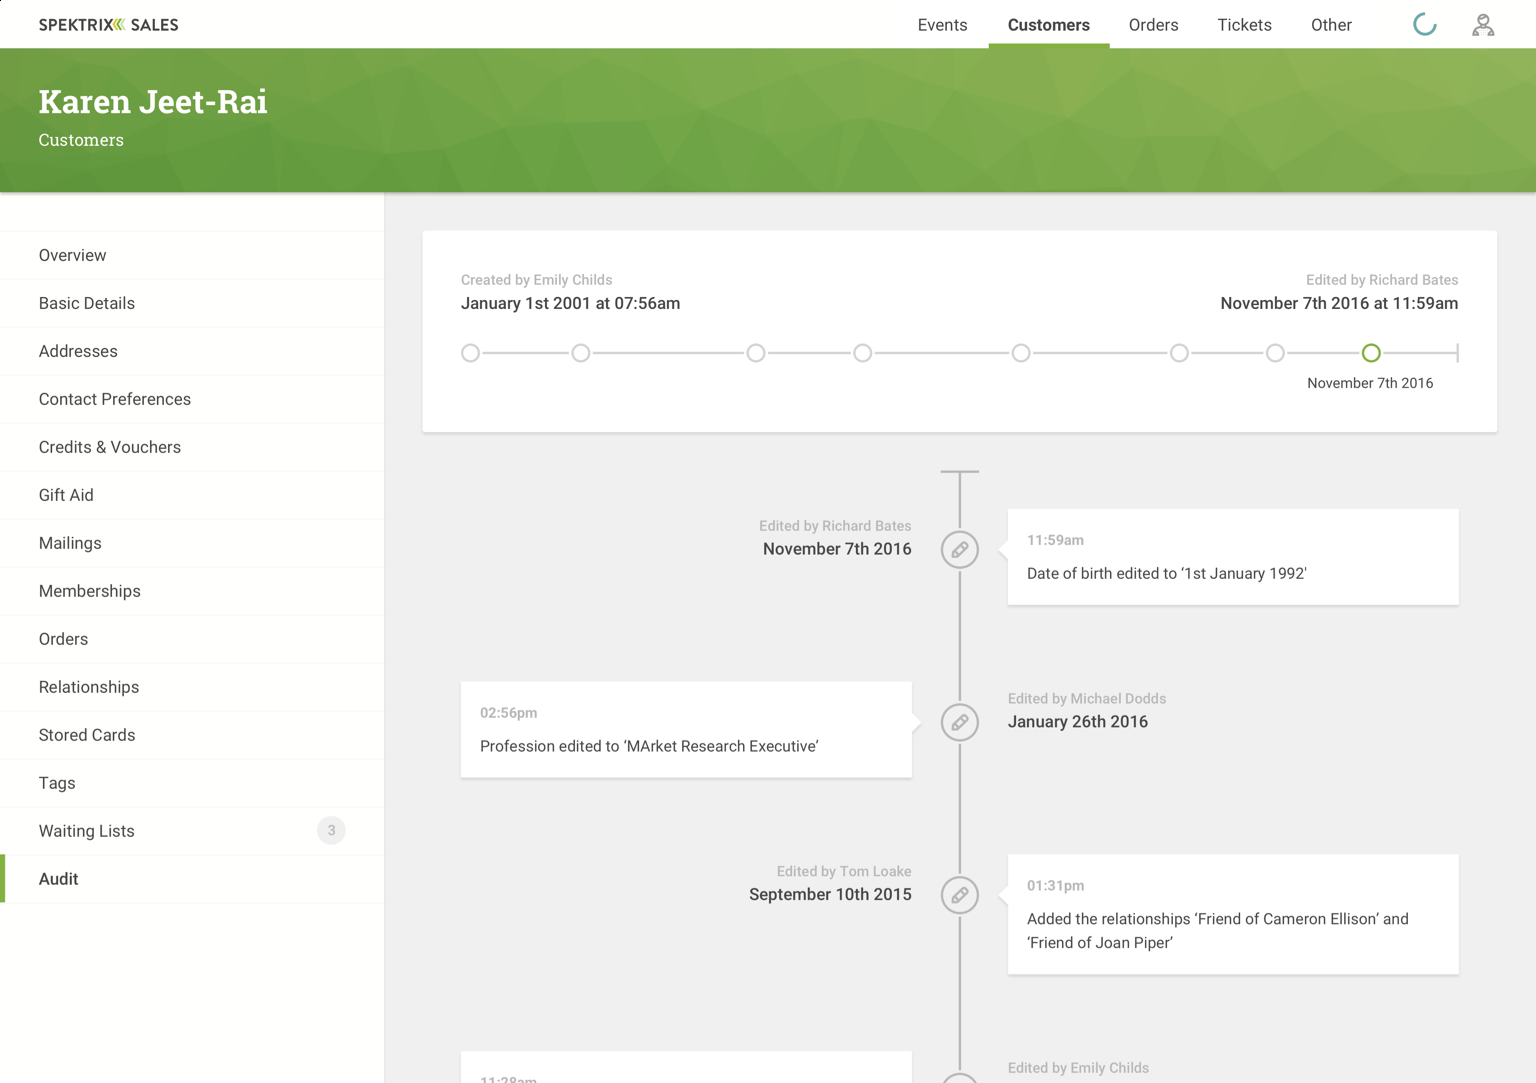 SPEKTRIX SALES
Events
Customers
Orders
Tickets
Other
Karen Jeet-Rai
Customers
Overview
Basic Details
Addresses
Contact Preferences
Credits & Vouchers
Gift Aid
Mailings
Memberships
Orders
Relationships
Stored Cards
Tags
Waiting Lists 3
Audit
Created by Emily Childs
January 1st 2001 at 07:56am
Edited by Richard Bates
November 7th 2016 at 11:59am
November 7th 2016
Edited by Richard Bates
November 7th 2016
11:59am
Date of birth edited to ‘1st January 1992'
02:56pm
Profession edited to ‘MArket Research Executive’
Edited by Michael Dodds
January 26th 2016
Edited by Tom Loake
September 10th 2015
01:31pm
Added the relationships ‘Friend of Cameron Ellison’ and
‘Friend of Joan Piper’
11:28am
Edited by Emily Childs